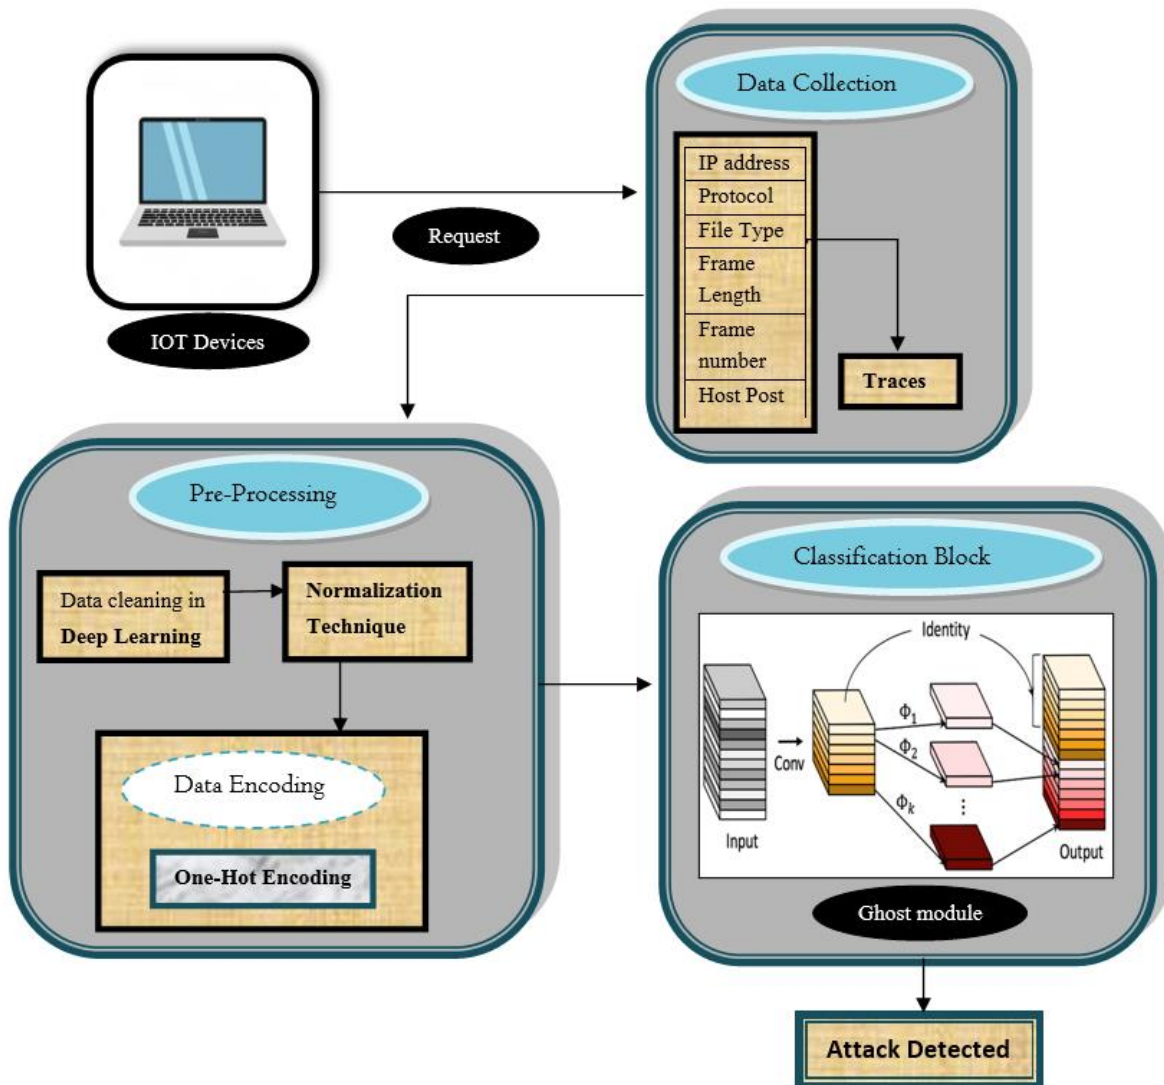 Data Collection
IP address
Protocol
File Type
Frame
Length
Frame
number
Host Post
Traces
Request
IOT Devices
Pre-Processing
Data cleaning in
Deep Learning
Normalization
Technique
Data Encoding
One-Hot Encoding
Classification Block
Identity
Φ1
Φ2
Φk
Conv
Input
Output
Ghost module
Attack Detected